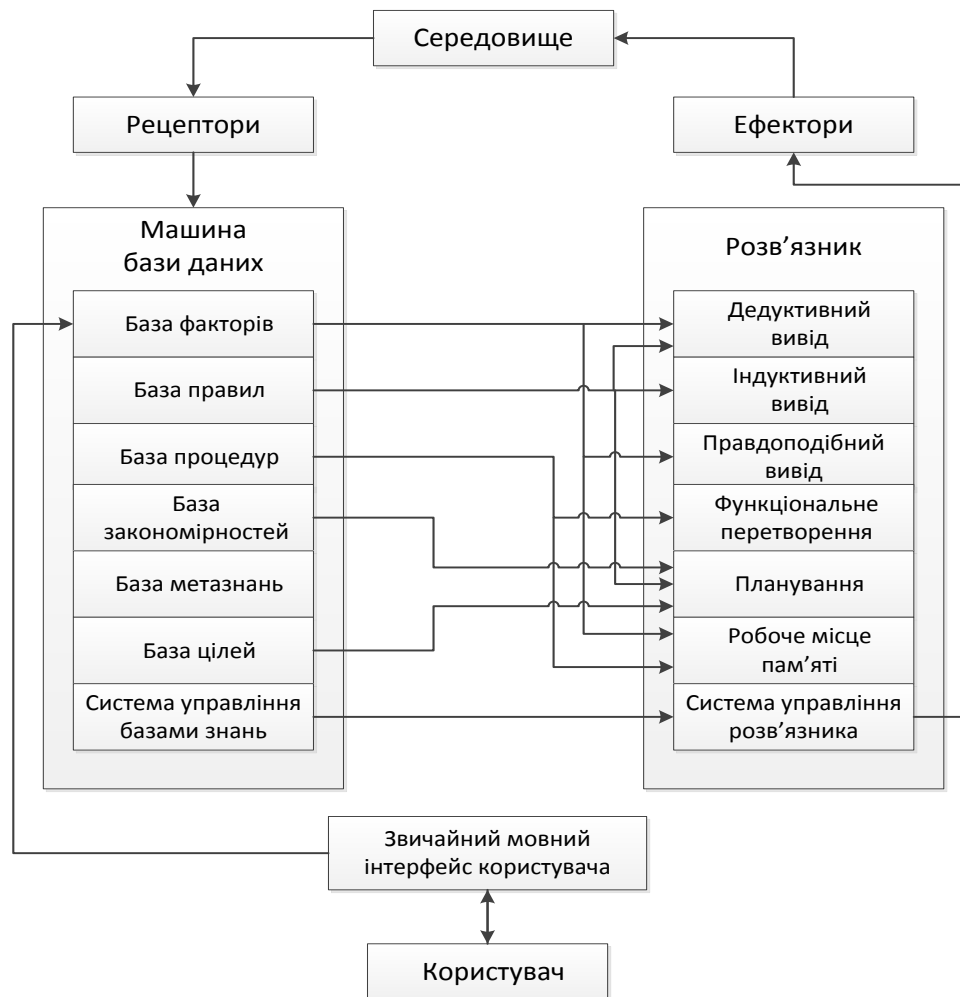 Середовище
Рецептори
Ефектори
Машина
бази даних
База факторів
База правил
База процедур
База
закономірностей
База метазнань
База цілей
Система управління
базами знань
Розв’язник
Дедуктивний
вивід
Індуктивний
вивід
Правдоподібний
вивід
Функціональне
перетворення
Планування
Робоче місце
пам’яті
Система управління
розв’язника
Звичайний мовний
інтерфейс користувача
Користувач